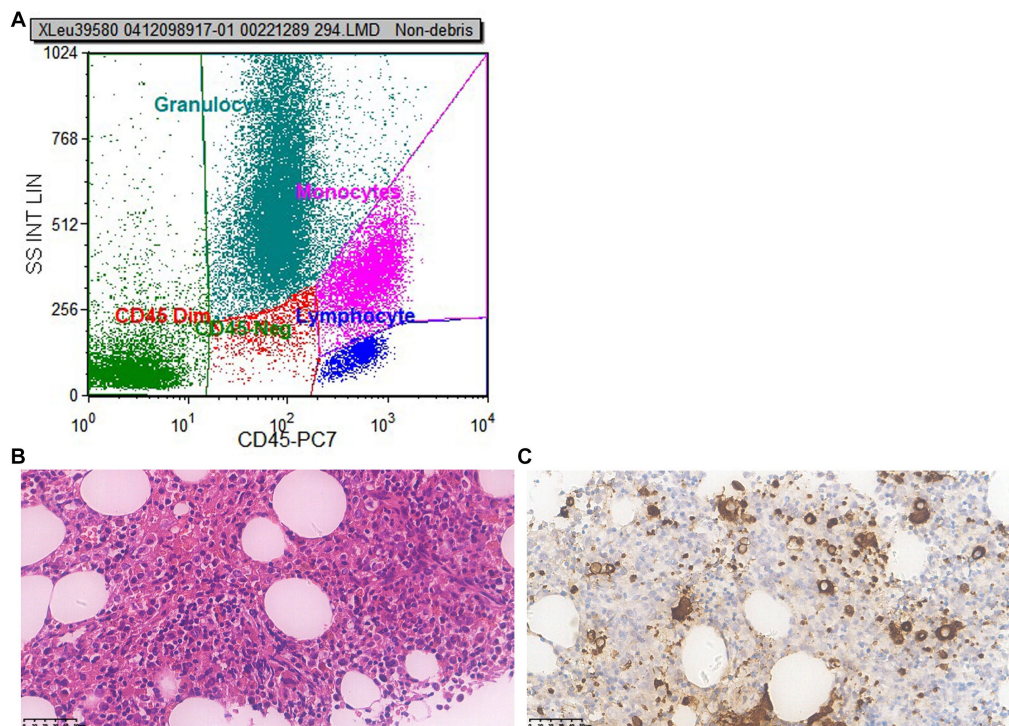 A
XLeu39580 0412098917-01 00221289 294.LMD Non-debris
1024
768
512
256
0
SS INT LIN
Granulocyte
Monocytes
CD45 Dim
Lymphocyte
CD45 Neg
10^0 10^1 10^2 10^3 10^4
CD45-PC7
B
C